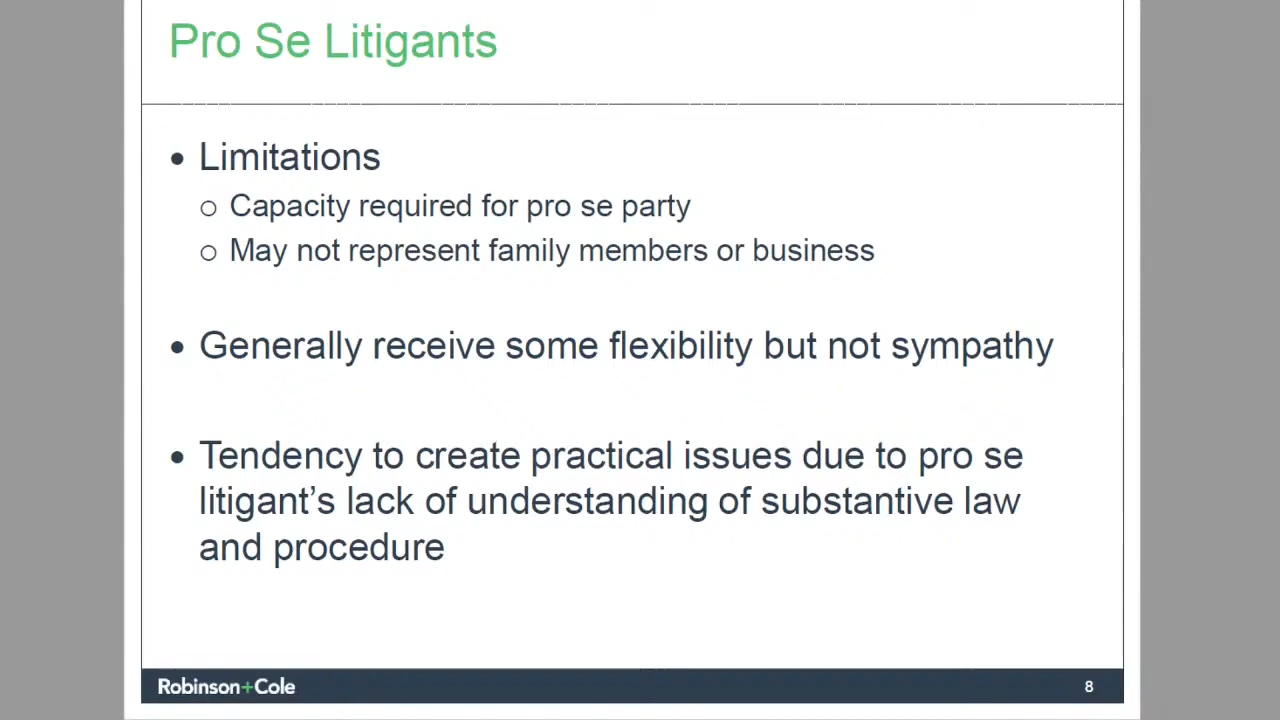 Pro Se Litigants
• Limitations
o Capacity required for pro se party
o May not represent family members or business
• Generally receive some flexibility but not sympathy
• Tendency to create practical issues due to pro se
litigant's lack of understanding of substantive law
and procedure
Robinson+Cole
8